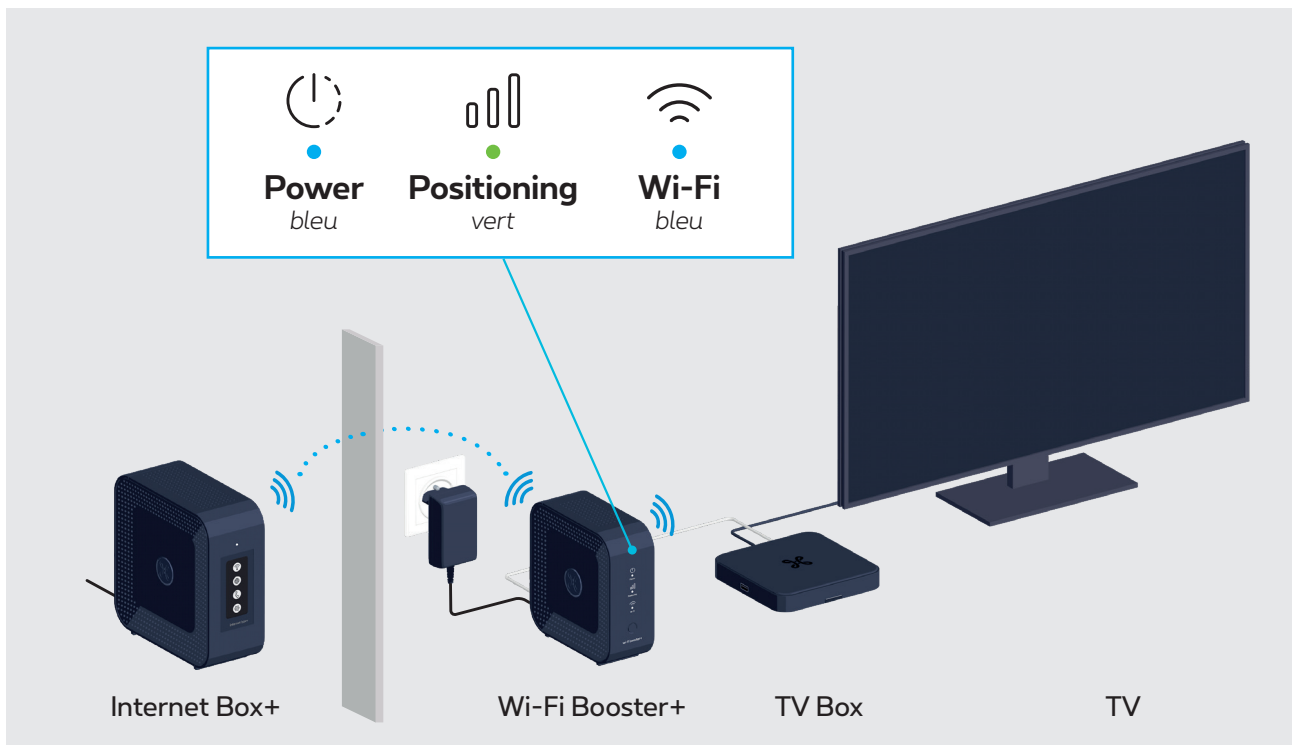 Power
bleu
Positioning
vert
Wi-Fi
bleu
Internet Box+
Wi-Fi Booster+
TV Box
TV